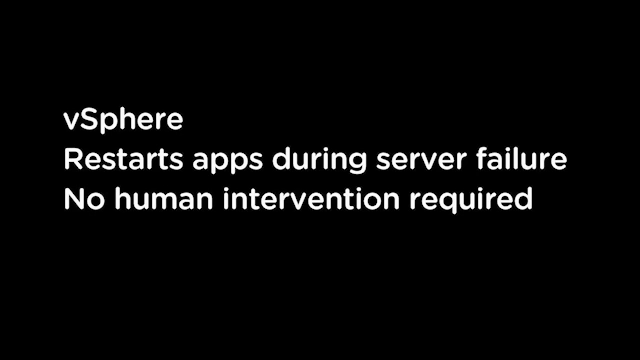 vSphere
Restarts apps during server failure
No human intervention required